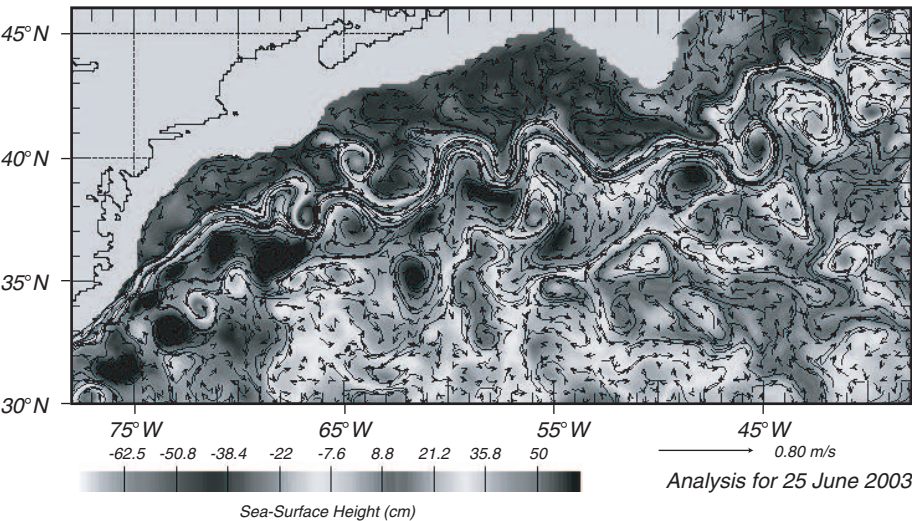 45° N
40° N
35° N
30° N
75° W 65° W 55° W 45° W
-62.5 -50.8 -38.4 -22 -7.6 8.8 21.2 35.8 50
0.80 m/s
Analysis for 25 June 2003
Sea-Surface Height (cm)